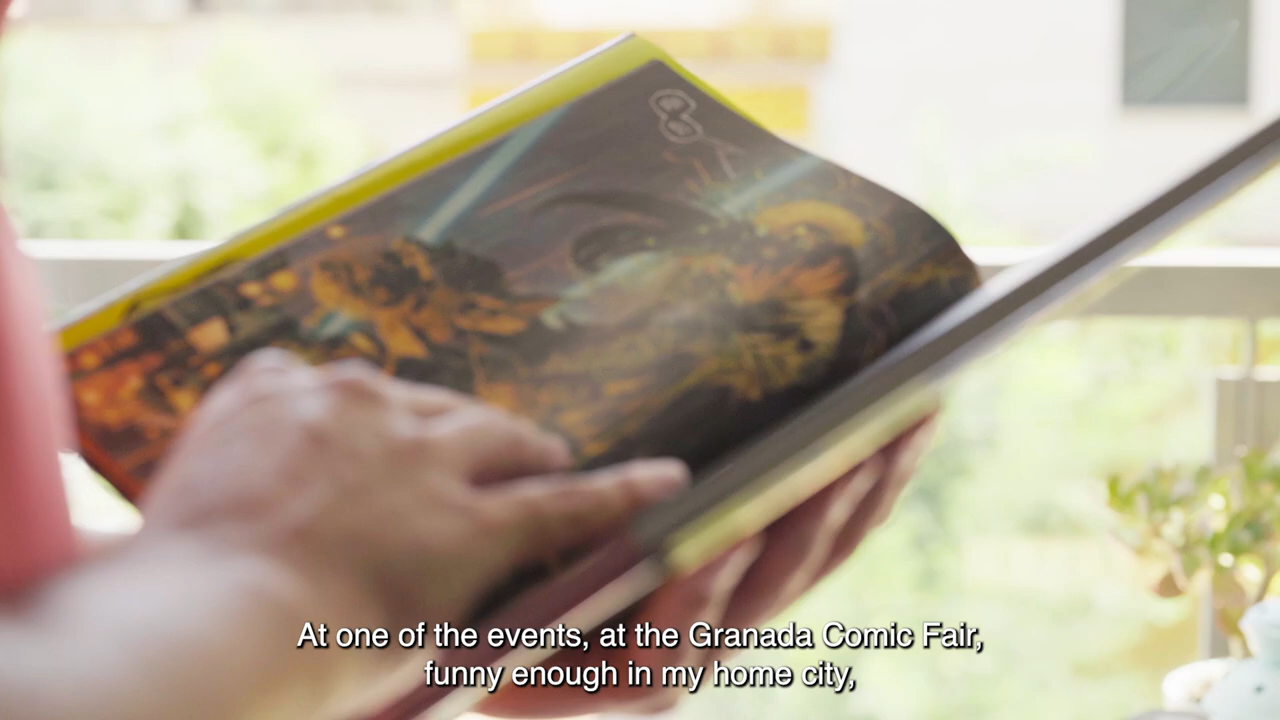 At one of the events, at the Granada Comic Fair,
funny enough in my home city,